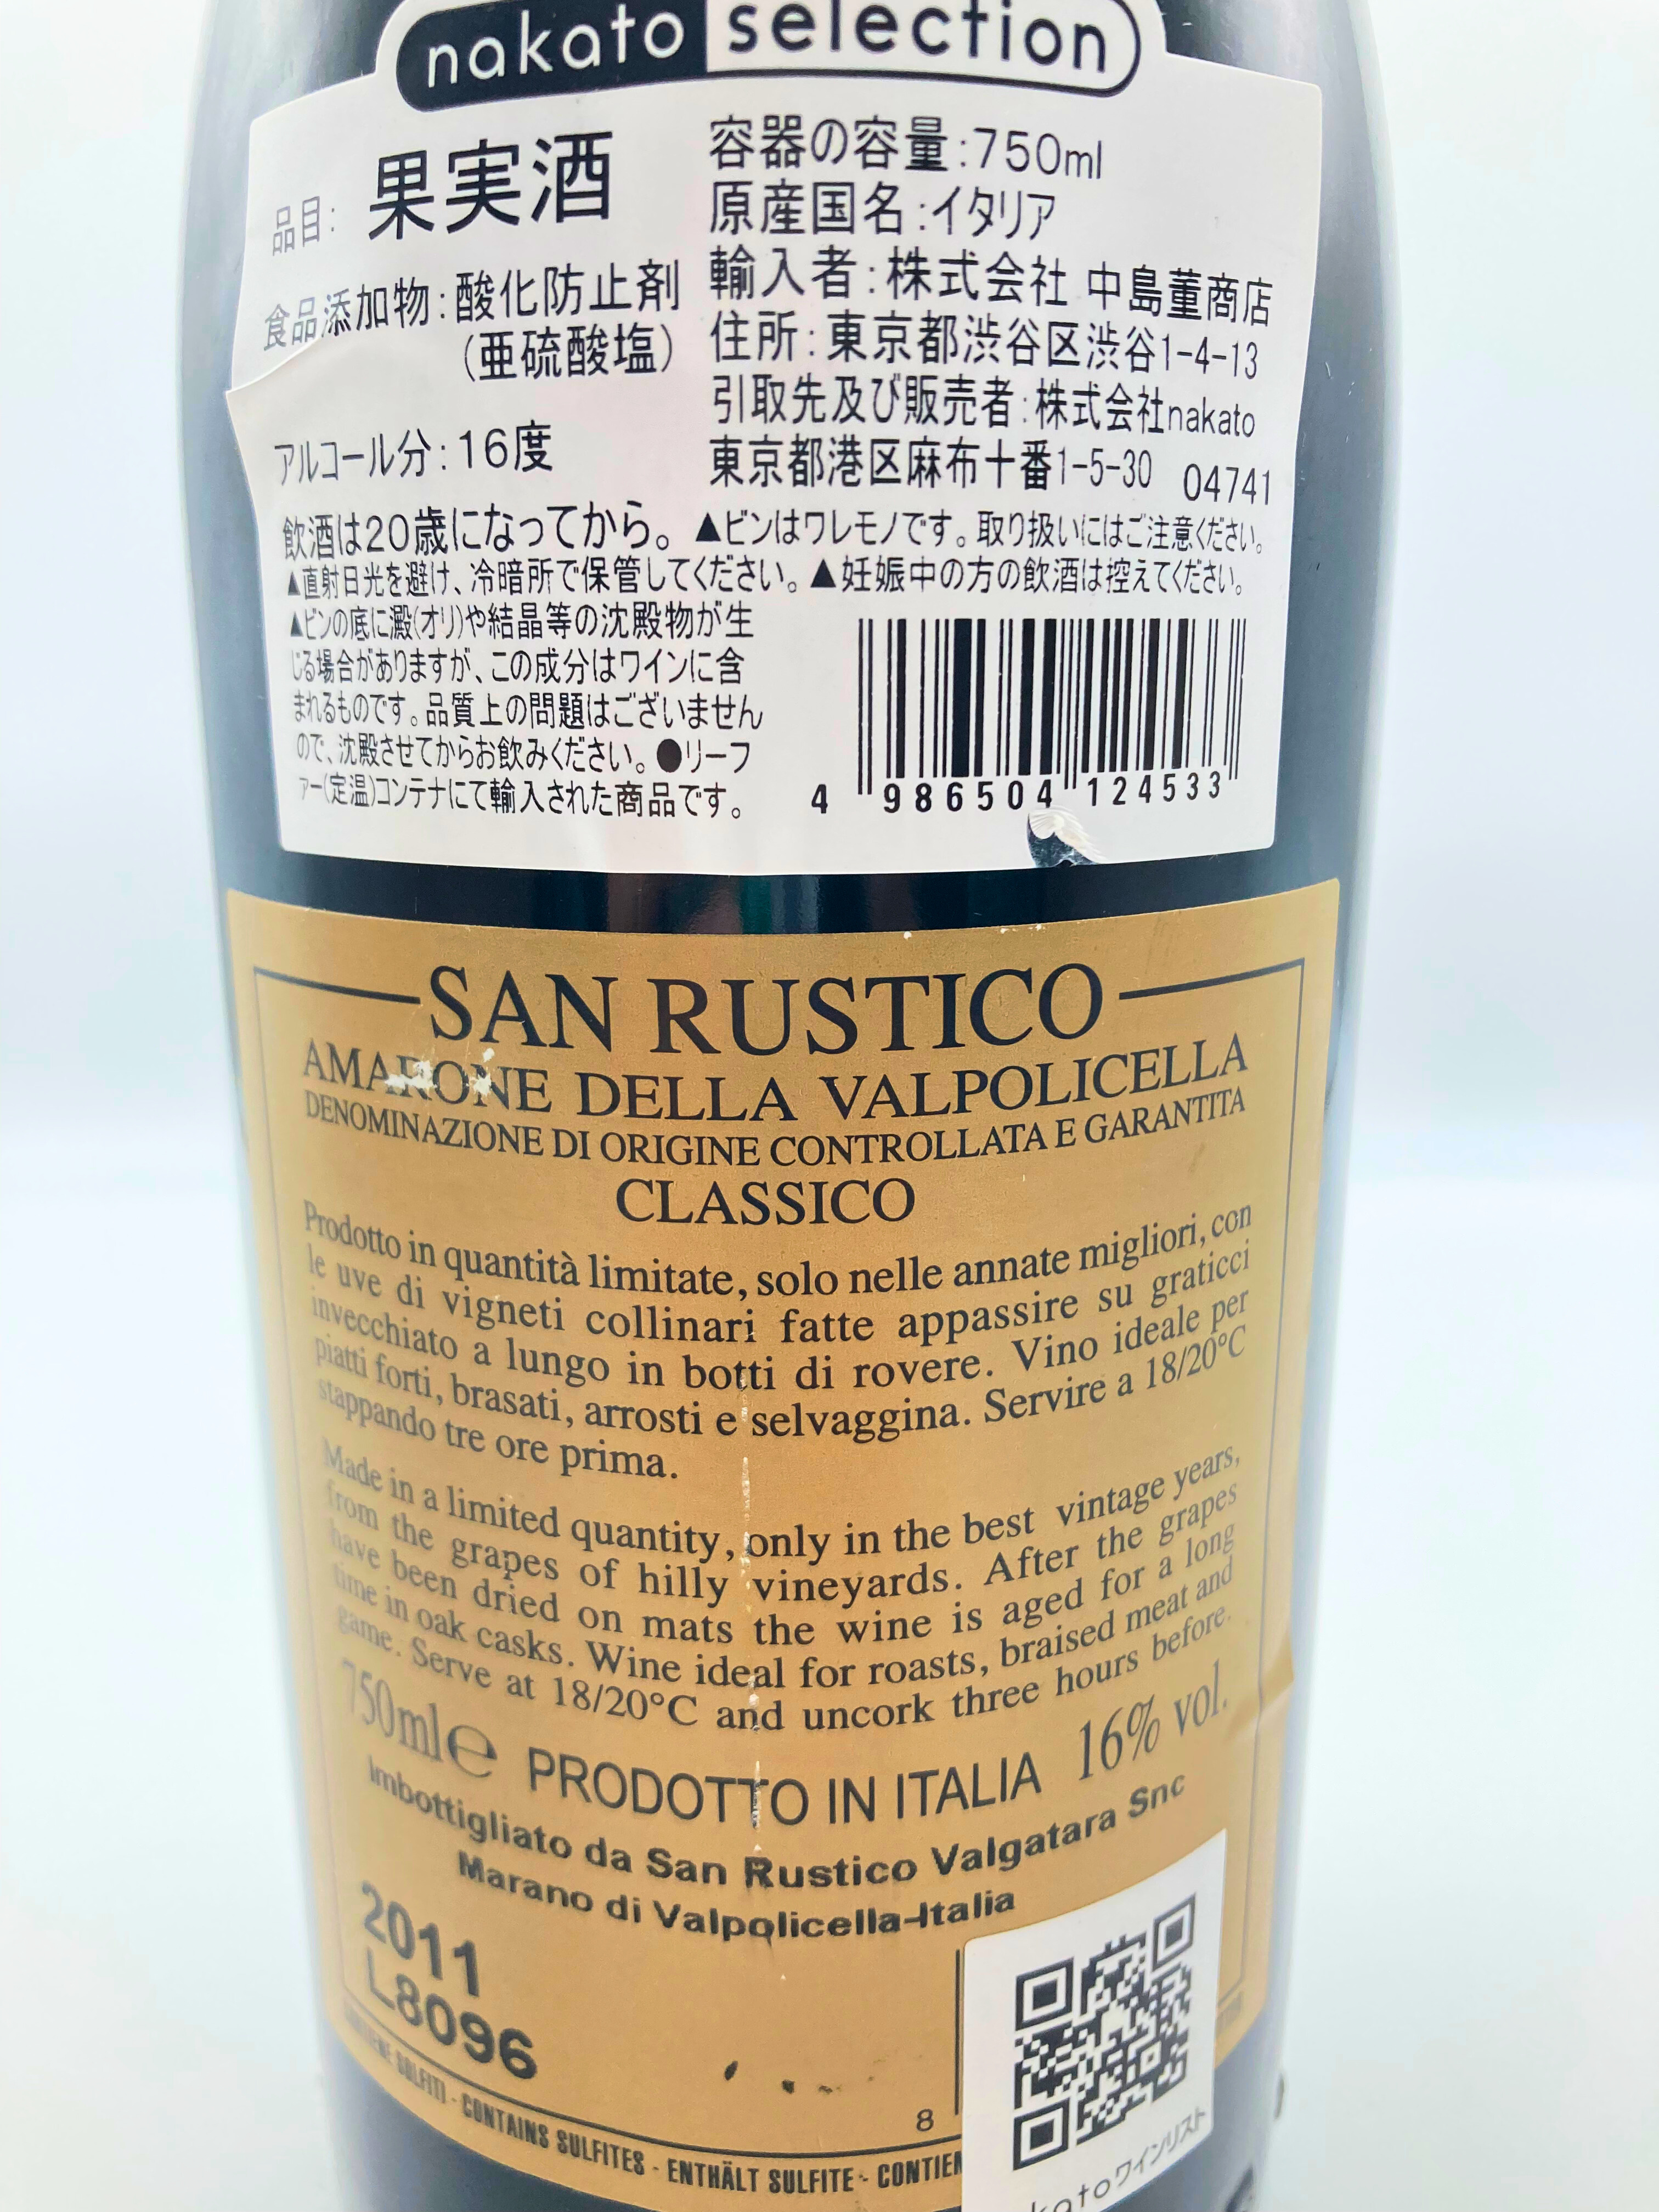 nakato selection
品目: 果実酒
食品添加物:酸化防止剤
(亜硫酸塩)
アルコール分:16度
容器の容量:750ml
原産国名:イタリア
輸入者:株式会社 中島董商店
住所:東京都渋谷区渋谷1-4-13
引取先及び販売者:株式会社nakato
東京都港区麻布十番1-5-30 04741
飲酒は20歳になってから。▲ビンはワレモノです。取り扱いにはご注意ください。
▲直射日光を避け、冷暗所で保管してください。▲妊娠中の方の飲酒は控えてください。
▲ビンの底に澱(オリ)や結晶等の沈殿物が生
じる場合がありますが、この成分はワインに含
まれるものです。品質上の問題はございません
ので、沈殿させてからお飲みください。●リーフ
ァー(定温)コンテナにて輸入された商品です。
4 986504 124533
SAN RUSTICO
AMARONE DELLA VALPOLICELLA
DENOMINAZIONE DI ORIGINE CONTROLLATA E GARANTITA
CLASSICO
Prodotto in quantità limitate, solo nelle annate migliori, con
le uve di vigneti collinari fatte appassire su graticci
invecchiato a lungo in botti di rovere. Vino ideale per
piatti forti, brasati, arrosti e selvaggina. Servire a 18/20°C
stappando tre ore prima.
Made in a limited quantity, only in the best vintage years,
from the grapes of hilly vineyards. After the grapes
have been dried on mats the wine is aged for a long
time in oak casks. Wine ideal for roasts, braised meat and
game. Serve at 18/20°C and uncork three hours before.
750ml℮ PRODOTTO IN ITALIA 16% vol.
Imbottigliato da San Rustico Valgatara Snc
Marano di Valpolicella-Italia
2011
L8096
8
SOLFITI - CONTAINS SULFITES - ENTHÄLT SULFITE - CONTIEN
katoワインリスト